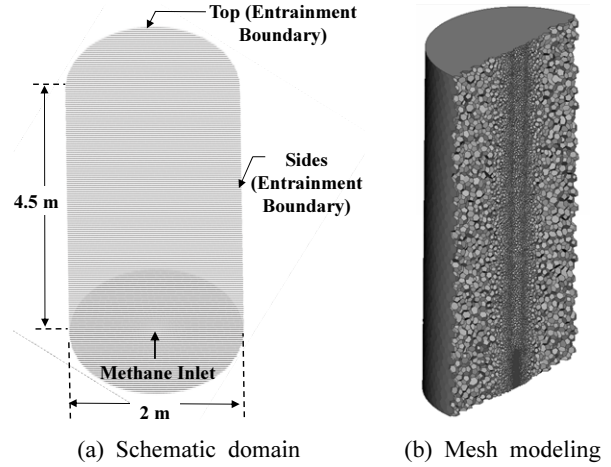 Top (Entrainment
Boundary)
Sides
(Entrainment
Boundary)
4.5 m
Methane Inlet
2 m
(a) Schematic domain
(b) Mesh modeling